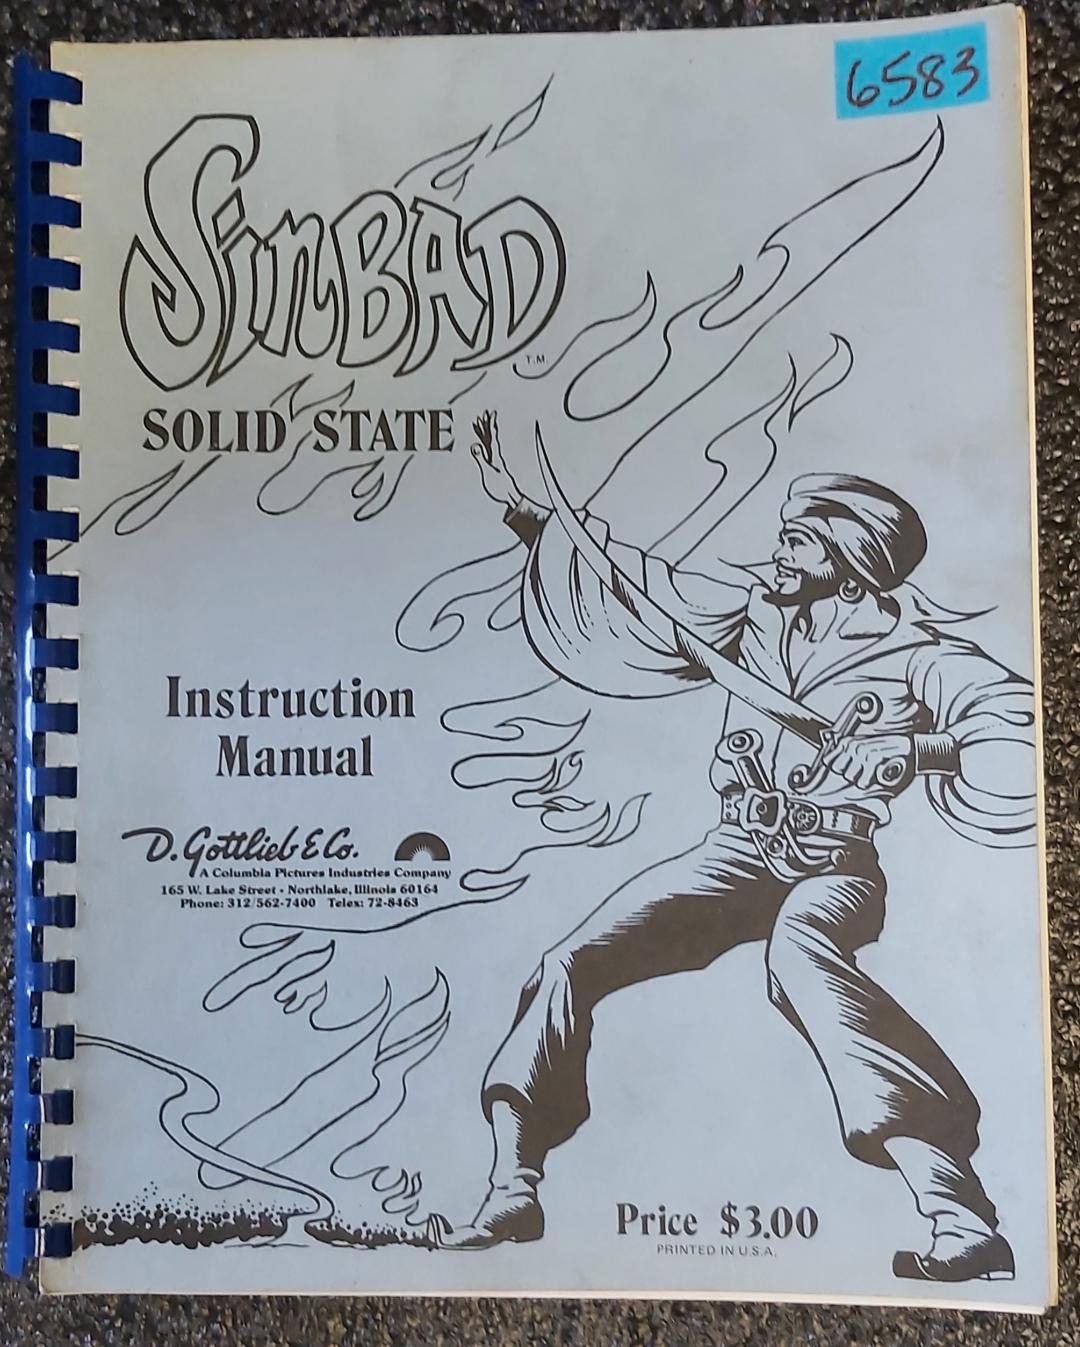 6583
SinBAD
T.M.
SOLID STATE
Instruction
Manual
D. Gottlieb & Co.
A Columbia Pictures Industries Company
165 W. Lake Street • Northlake, Illinois 60164
Phone: 312/562-7400 Telex: 72-8463
Price $3.00
PRINTED IN U.S.A.